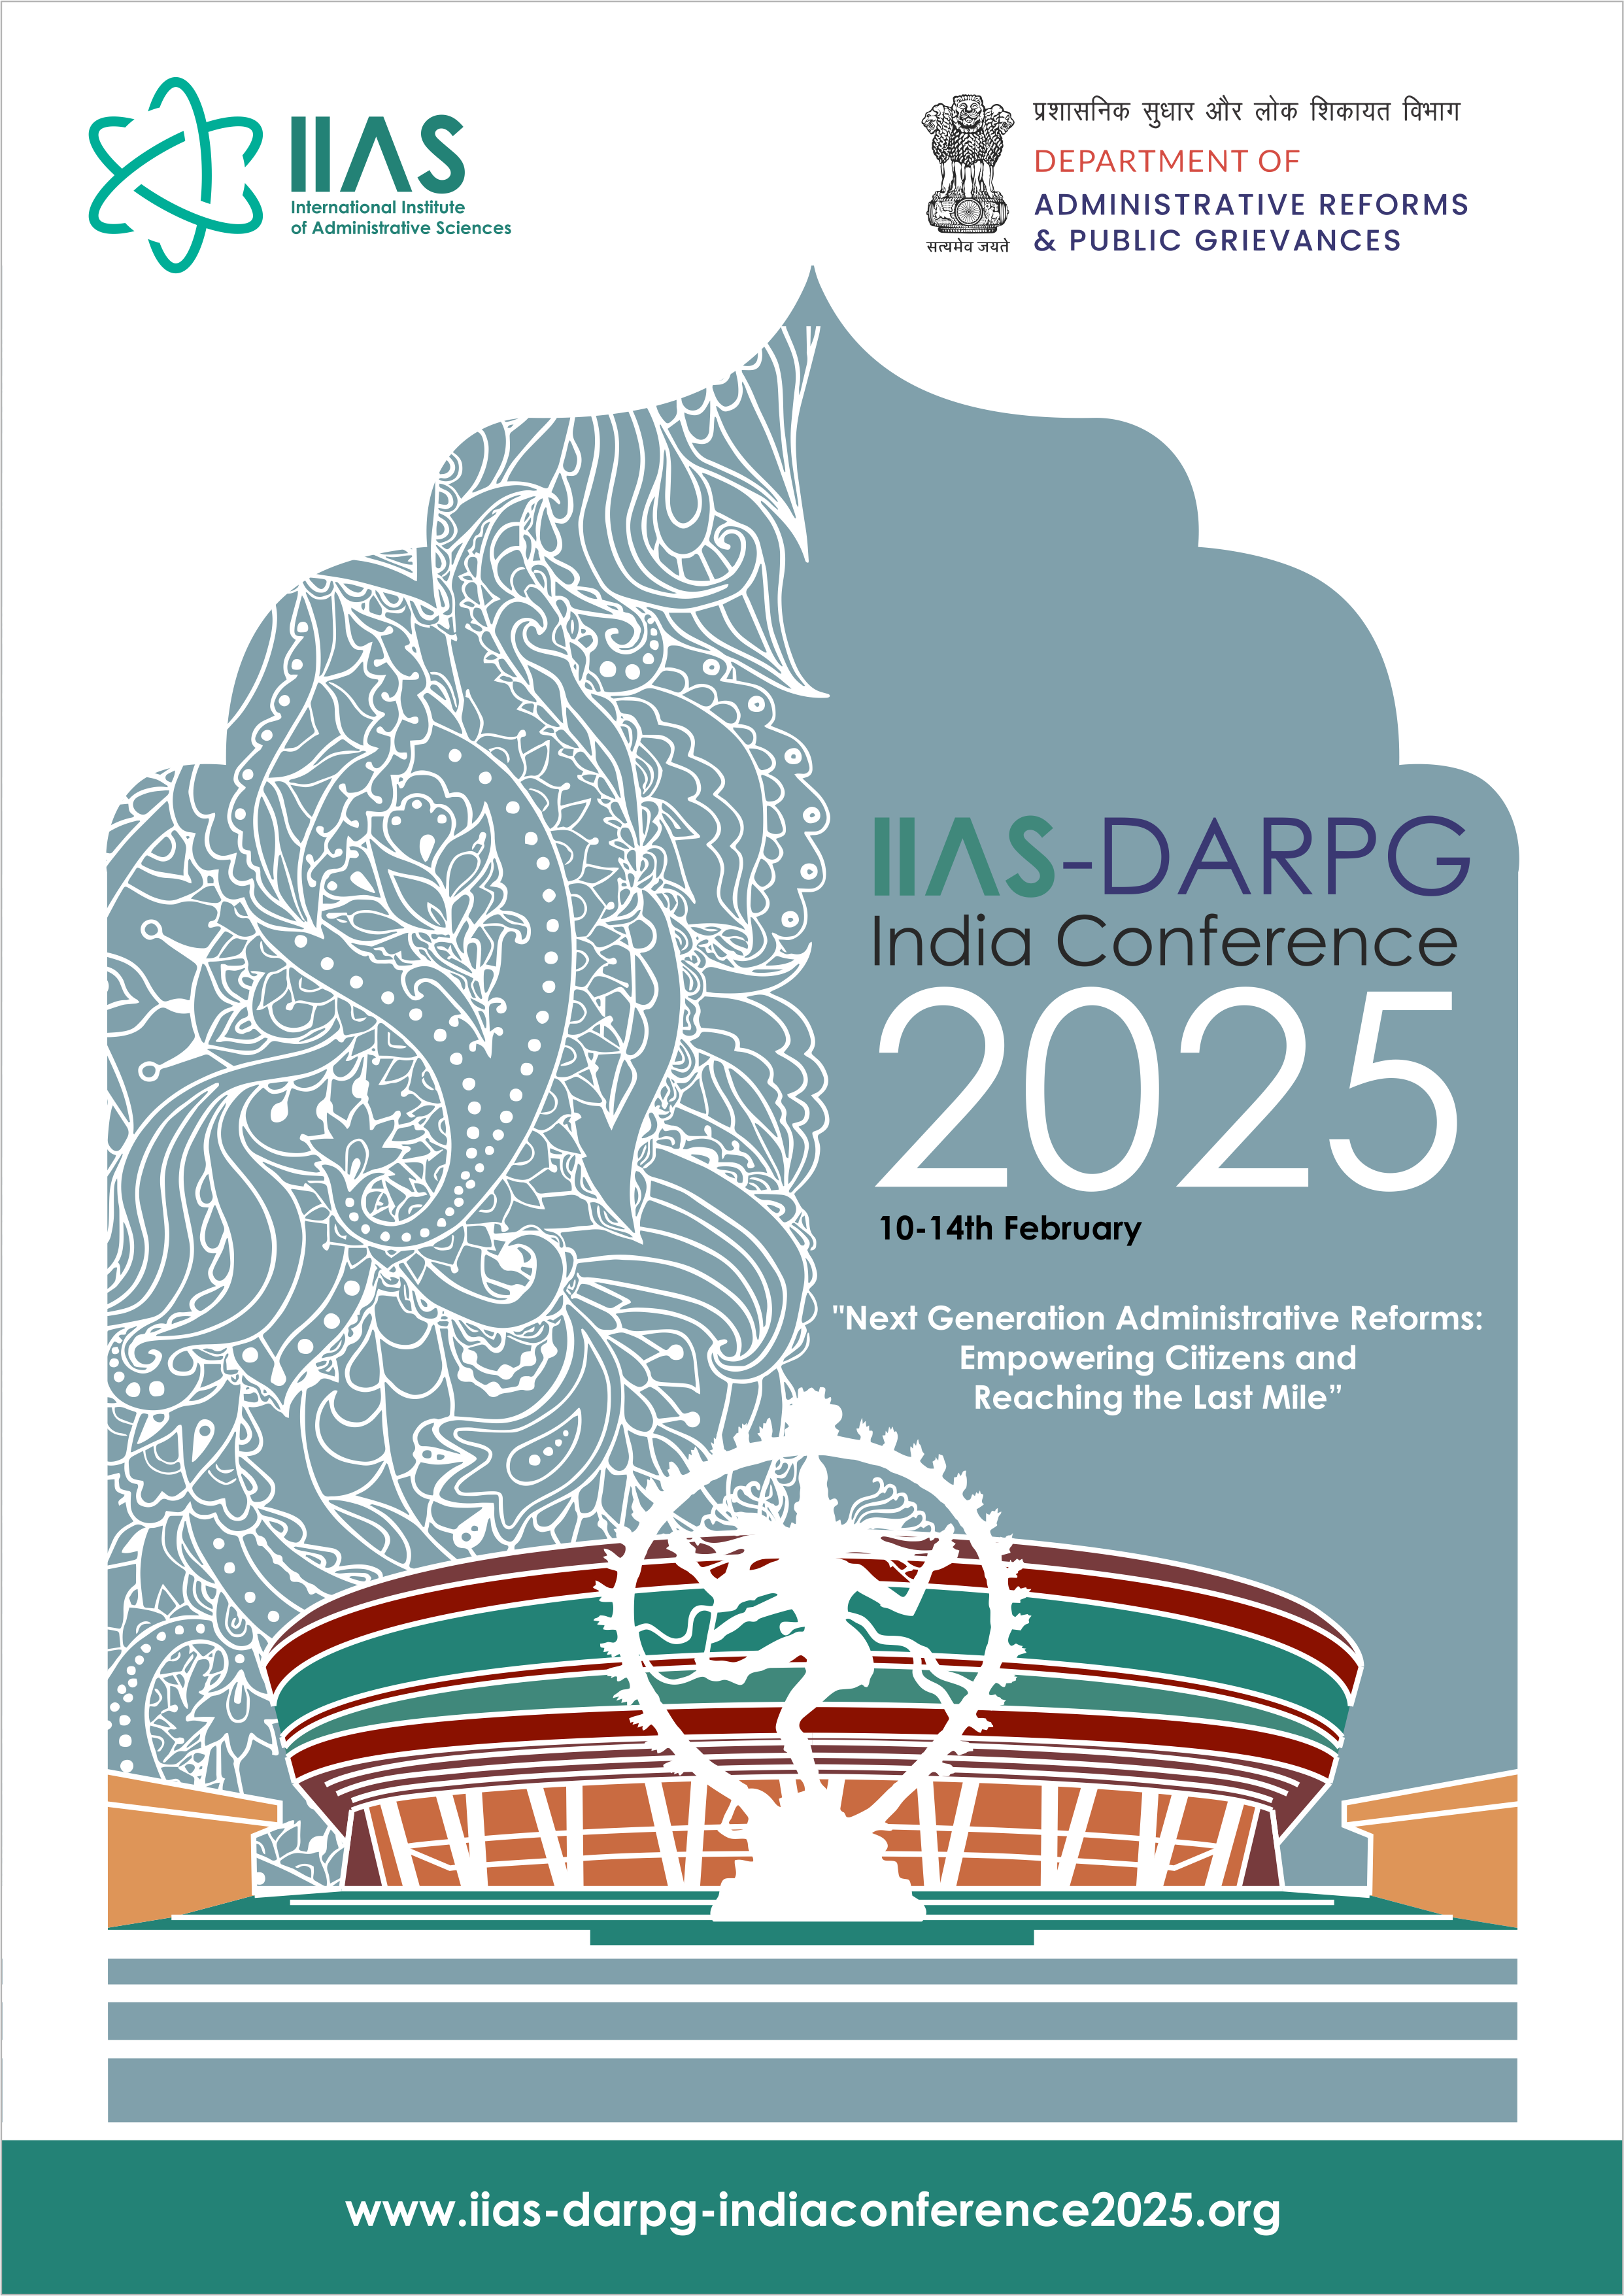 IIAS
International Institute
of Administrative Sciences
प्रशासनिक सुधार और लोक शिकायत विभाग
DEPARTMENT OF
ADMINISTRATIVE REFORMS
& PUBLIC GRIEVANCES
सत्यमेव जयते
IIAS-DARPG
India Conference
2025
10-14th February
"Next Generation Administrative Reforms:
Empowering Citizens and
Reaching the Last Mile”
www.iias-darpg-indiaconference2025.org